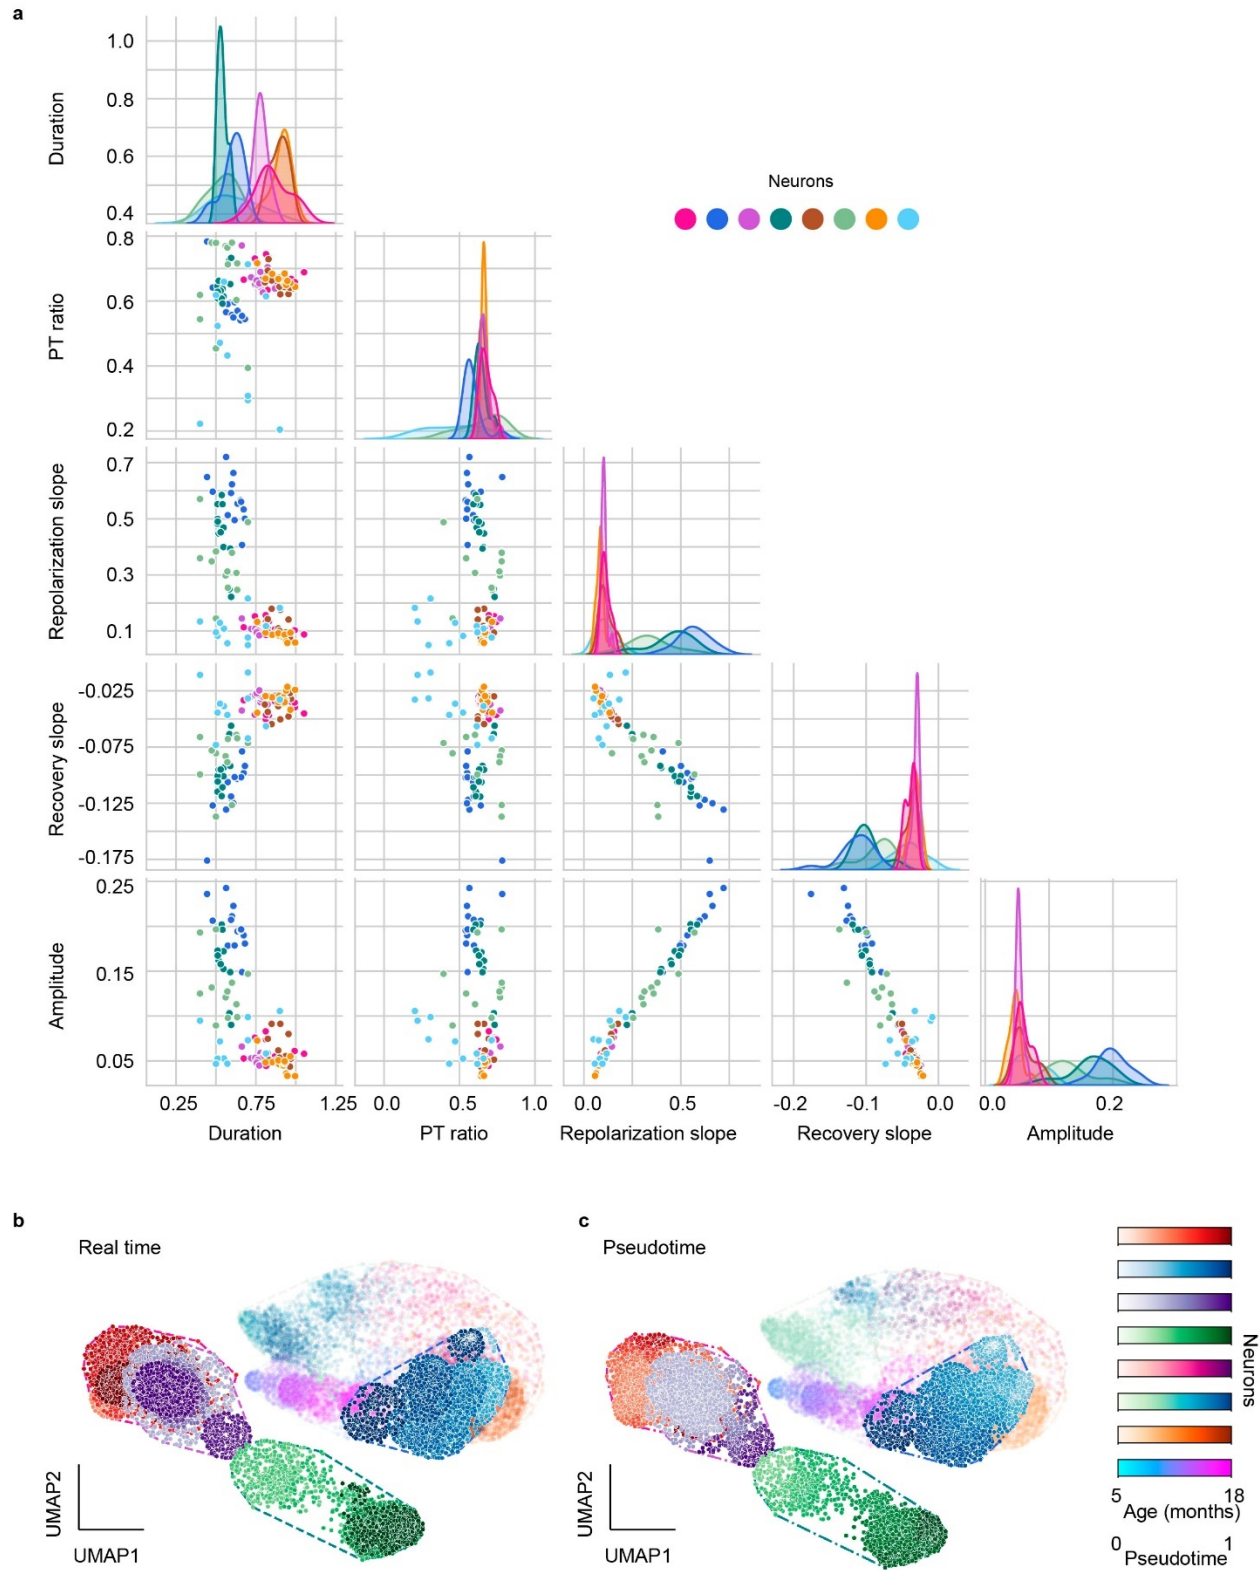 a
1.0
0.8
0.6
0.4
Duration
Neurons
0.8
0.6
0.4
0.2
PT ratio
0.7
0.5
0.3
0.1
Repolarization slope
-0.025
-0.075
-0.125
-0.175
Recovery slope
0.25
0.15
0.05
Amplitude
0.25 0.75 1.25 0.0 0.5 1.0 0.0 0.5 -0.2 -0.1 0.0 0.0 0.2
Duration PT ratio Repolarization slope Recovery slope Amplitude
b
Real time
UMAP2
UMAP1
c
Pseudotime
UMAP2
UMAP1
Neurons
5 18
Age (months)
0 1
Pseudotime